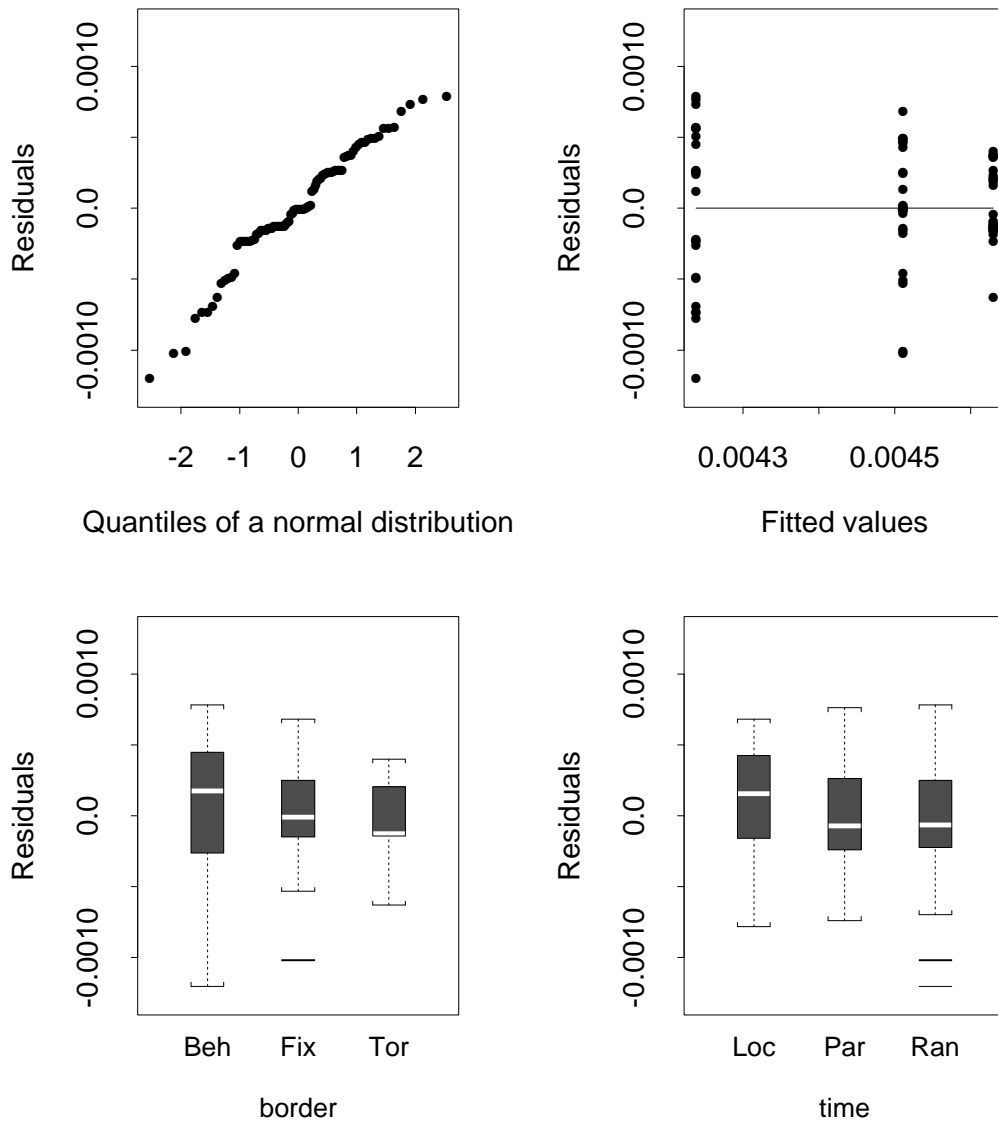 Residuals
0.0010
0.0
-0.0010
-2 -1 0 1 2
Quantiles of a normal distribution
Residuals
0.0010
0.0
-0.0010
0.0043 0.0045
Fitted values
Residuals
0.0010
0.0
-0.0010
Beh Fix Tor
border
Residuals
0.0010
0.0
-0.0010
Loc Par Ran
time